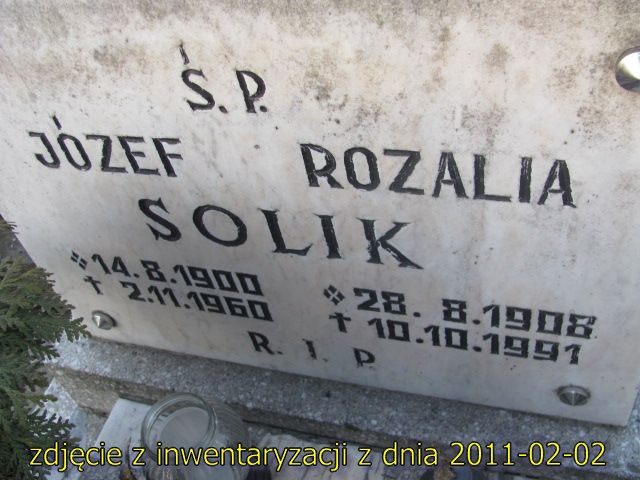 Ś.P.
JÓZEF ROZALIA
SOLIK
14.8.1900 28.8.1908
✝ 2.11.1960 ✝ 10.10.1991
R.I.P.
zdjęcie z inwentaryzacji z dnia 2011-02-02